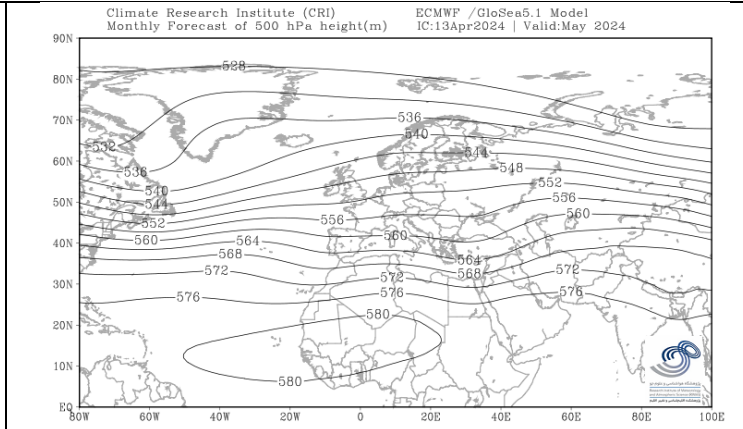 Climate Research Institute (CRI) ECMWF /GloSea5.1 Model
Monthly Forecast of 500 hPa height(m) IC:13Apr2024 | Valid:May 2024
90N
528
80N
70N
536
540
532
544
60N
548
536
552
540
556
50N
544
560
552
556
560
564
560
40N
568
564
572
572
568
572
30N
576
576
576
580
20N
10N
580
EQ
80W 60W 40W 20W 0 20E 40E 60E 80E 100E